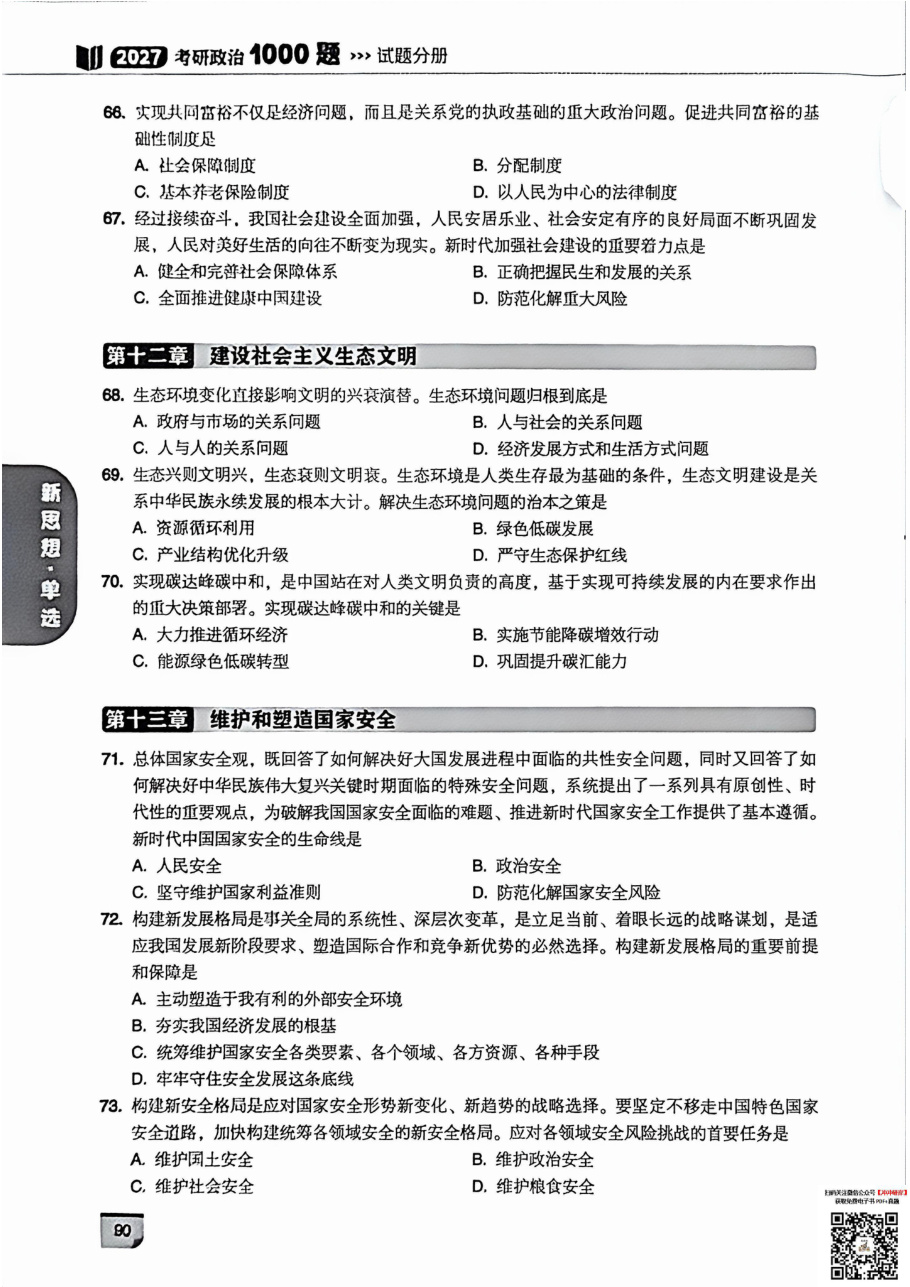 2027 考研政治1000题 >>> 试题分册
66. 实现共同富裕不仅是经济问题，而且是关系党的执政基础的重大政治问题。促进共同富裕的基
础性制度是
A. 社会保障制度
B. 分配制度
C. 基本养老保险制度
D. 以人民为中心的法律制度
67. 经过接续奋斗，我国社会建设全面加强，人民安居乐业、社会安定有序的良好局面不断巩固发
展，人民对美好生活的向往不断变为现实。新时代加强社会建设的重要着力点是
A. 健全和完善社会保障体系
B. 正确把握民生和发展的关系
C. 全面推进健康中国建设
D. 防范化解重大风险
第十二章 建设社会主义生态文明
68. 生态环境变化直接影响文明的兴衰演替。生态环境问题归根到底是
A. 政府与市场的关系问题
B. 人与社会的关系问题
C. 人与人的关系问题
D. 经济发展方式和生活方式问题
69. 生态兴则文明兴，生态衰则文明衰。生态环境是人类生存最为基础的条件，生态文明建设是关
系中华民族永续发展的根本大计。解决生态环境问题的治本之策是
A. 资源循环利用
B. 绿色低碳发展
C. 产业结构优化升级
D. 严守生态保护红线
70. 实现碳达峰碳中和，是中国站在对人类文明负责的高度，基于实现可持续发展的内在要求作出
的重大决策部署。实现碳达峰碳中和的关键是
A. 大力推进循环经济
B. 实施节能降碳增效行动
C. 能源绿色低碳转型
D. 巩固提升碳汇能力
新思想·单选
第十三章 维护和塑造国家安全
71. 总体国家安全观，既回答了如何解决好大国发展进程中面临的共性安全问题，同时又回答了如
何解决好中华民族伟大复兴关键时期面临的特殊安全问题，系统提出了一系列具有原创性、时
代性的重要观点，为破解我国国家安全面临的难题、推进新时代国家安全工作提供了基本遵循。
新时代中国国家安全的生命线是
A. 人民安全
B. 政治安全
C. 坚守维护国家利益准则
D. 防范化解国家安全风险
72. 构建新发展格局是事关全局的系统性、深层次变革，是立足当前、着眼长远的战略谋划，是适
应我国发展新阶段要求、塑造国际合作和竞争新优势的必然选择。构建新发展格局的重要前提
和保障是
A. 主动塑造于我有利的外部安全环境
B. 夯实我国经济发展的根基
C. 统筹维护国家安全各类要素、各个领域、各方资源、各种手段
D. 牢牢守住安全发展这条底线
73. 构建新安全格局是应对国家安全形势新变化、新趋势的战略选择。要坚定不移走中国特色国家
安全道路，加快构建统筹各领域安全的新安全格局。应对各领域安全风险挑战的首要任务是
A. 维护国土安全
B. 维护政治安全
C. 维护社会安全
D. 维护粮食安全
90
扫码关注微信公众号
获取免费电子书PDF+真题